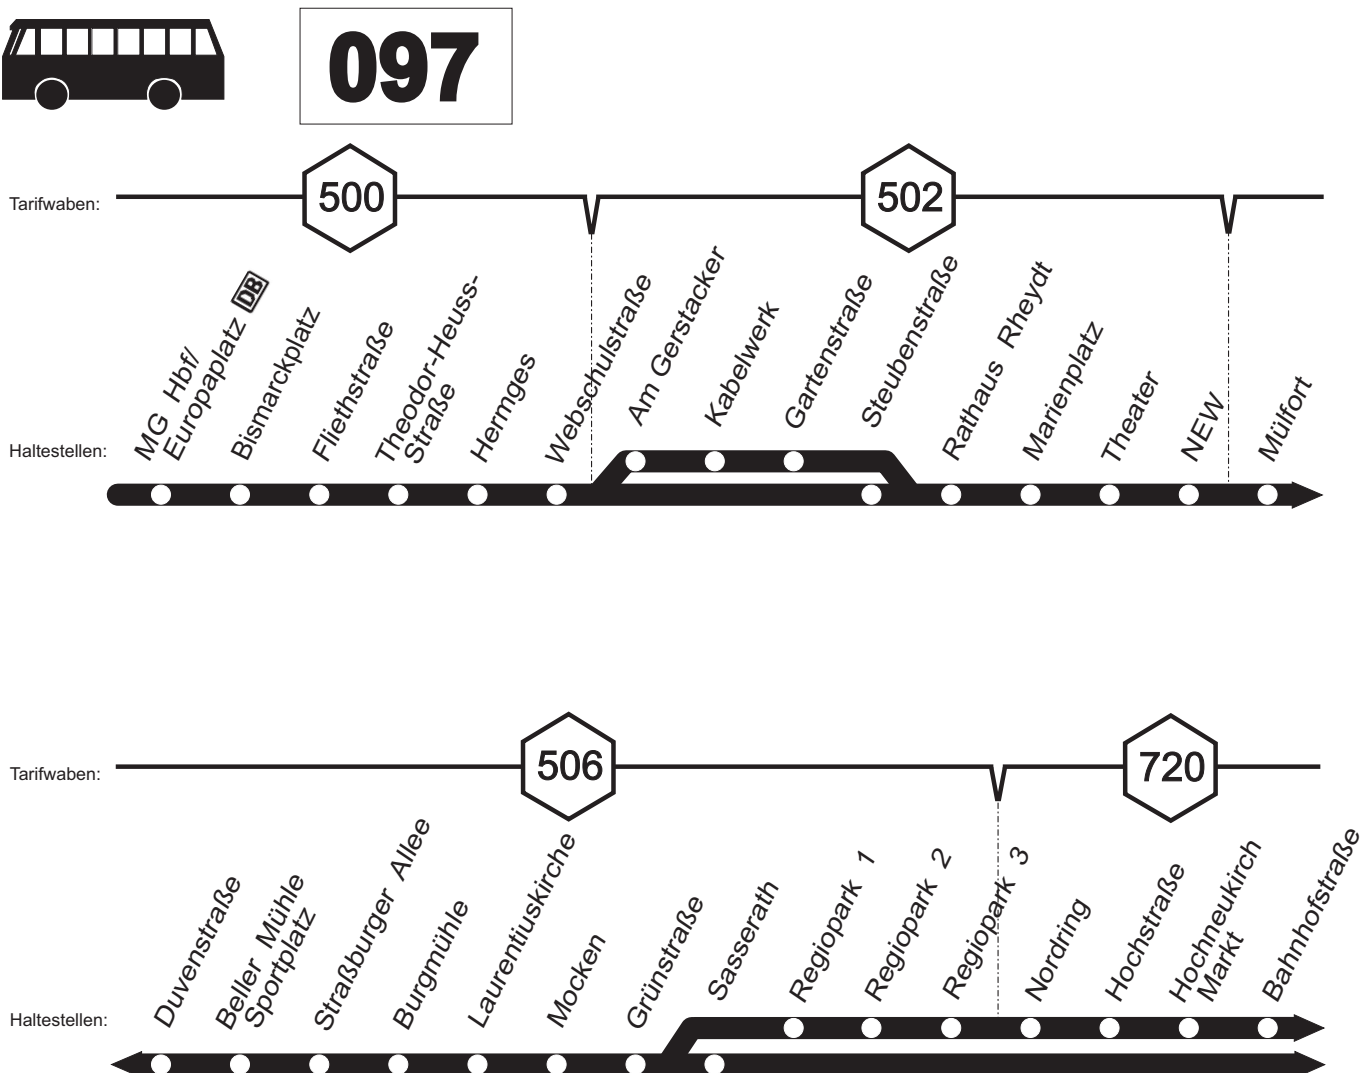 097
Tarifwaben:
500
502
MG Hbf/
Europaplatz DB
Bismarckplatz
Fliethstraße
Theodor-Heuss-
Straße
Hermges
Webschulstraße
Am Gerstacker
Kabelwerk
Gartenstraße
Steubenstraße
Rathaus Rheydt
Marienplatz
Theater
NEW
Mülfort
Haltestellen:
Tarifwaben:
506
720
Duvenstraße
Beller Mühle
Sportplatz
Straßburger Allee
Burgmühle
Laurentiuskirche
Mocken
Grünstraße
Sasserath
Regiopark 1
Regiopark 2
Regiopark 3
Nordring
Hochstraße
Hochneukirch
Markt
Bahnhofstraße
Haltestellen: